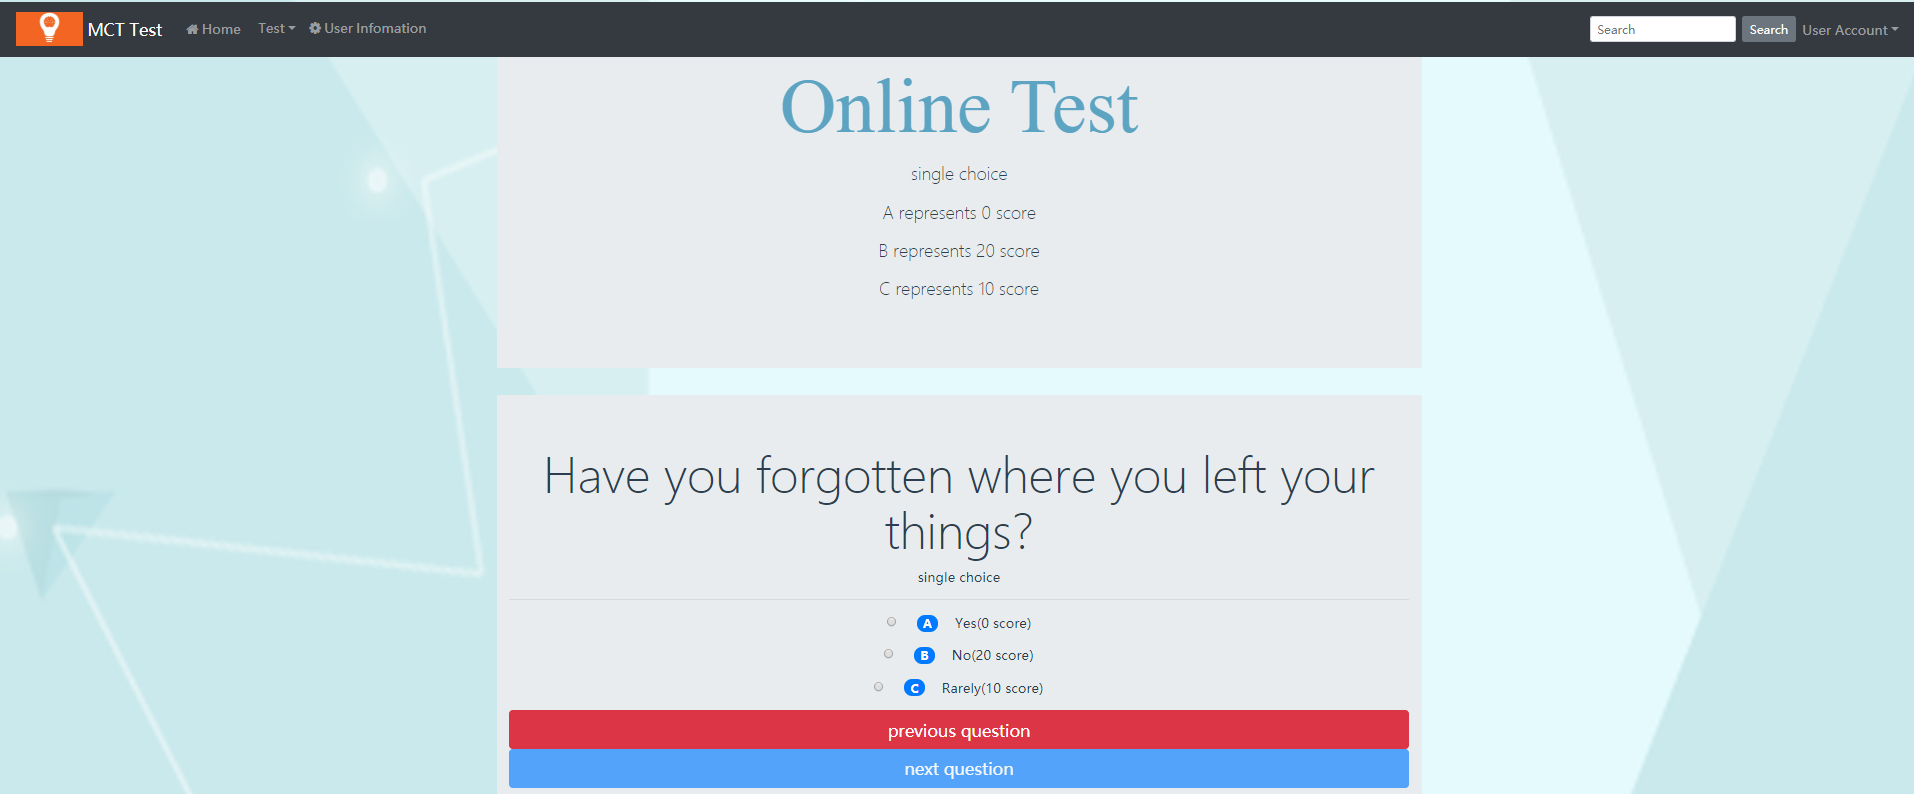 MCT Test
Home
Test
User Infomation
Search
Search
User Account
Online Test
single choice
A represents 0 score
B represents 20 score
C represents 10 score
Have you forgotten where you left your
things?
single choice
A Yes(0 score)
B No(20 score)
C Rarely(10 score)
previous question
next question